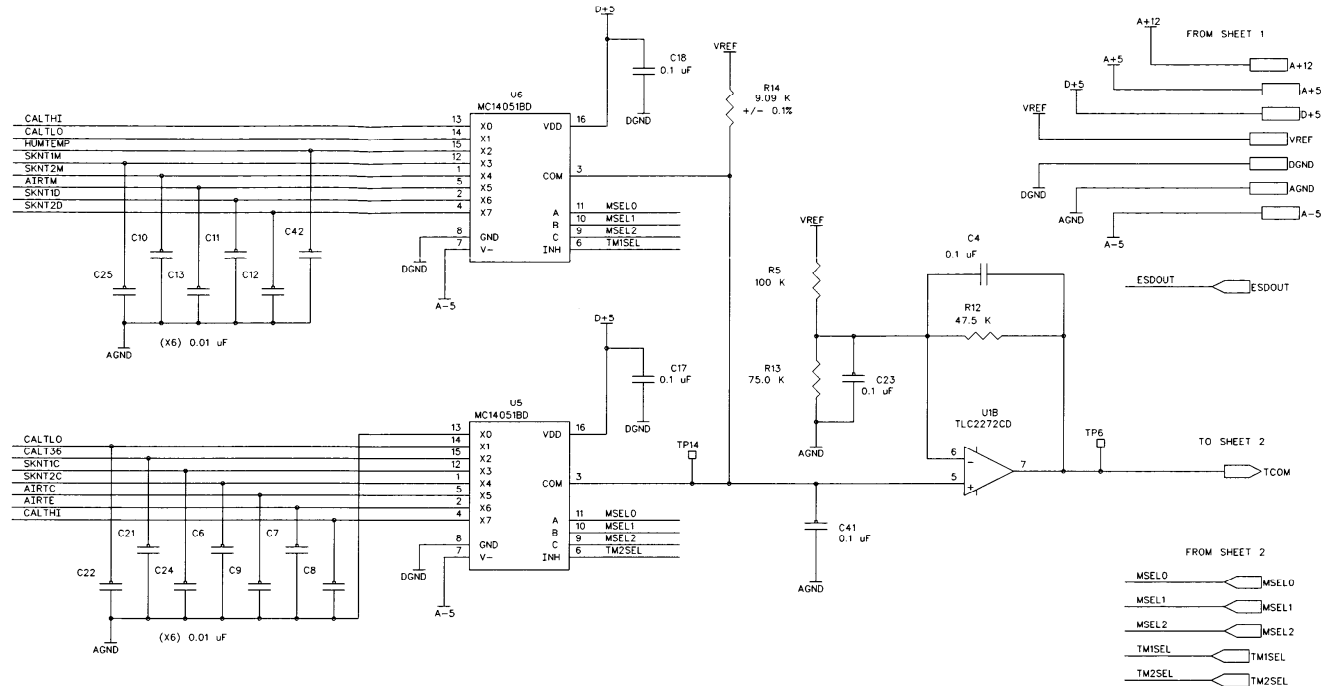 D+5
C18
0.1 uF
DGND
U6
MC14051BD
CALTHI 13 X0 VDD 16
CALTLO 14 X1
HUMTEMP 15 X2
SKNT1M 12 X3 COM 3
SKNT2M 1 X4
AIRTM 5 X5
SKNT1D 2 X6
SKNT2D 4 X7
A 11 MSEL0
B 10 MSEL1
8 GND C 9 MSEL2
7 V- INH 6 TM1SEL
DGND
A-5
C10 C11 C42
C25 C13 C12
AGND
(X6) 0.01 uF
VREF
R14
9.09 K
+/- 0.1%
D+5
C17
0.1 uF
DGND
U5
MC14051BD
13 X0 VDD 16
CALTLO 14 X1
CALT36 15 X2
SKNT1C 12 X3 COM 3
SKNT2C 1 X4
AIRTC 5 X5
AIRTE 2 X6
CALTHI 4 X7
A 11 MSEL0
B 10 MSEL1
8 GND C 9 MSEL2
7 V- INH 6 TM2SEL
DGND
A-5
C21 C6 C7
C22 C24 C9 C8
AGND
(X6) 0.01 uF
TP14
VREF
R5
100 K
R13
75.0 K
C23
0.1 uF
AGND
C41
0.1 uF
AGND
C4
0.1 uF
R12
47.5 K
U1B
TLC2272CD
6 -
5 +
7
TP6
TO SHEET 2
TCOM
FROM SHEET 1
A+12 A+12
A+5 A+5
D+5 D+5
VREF VREF
DGND DGND
AGND AGND
A-5 A-5
ESDOUT ESDOUT
FROM SHEET 2
MSEL0 MSEL0
MSEL1 MSEL1
MSEL2 MSEL2
TM1SEL TM1SEL
TM2SEL TM2SEL